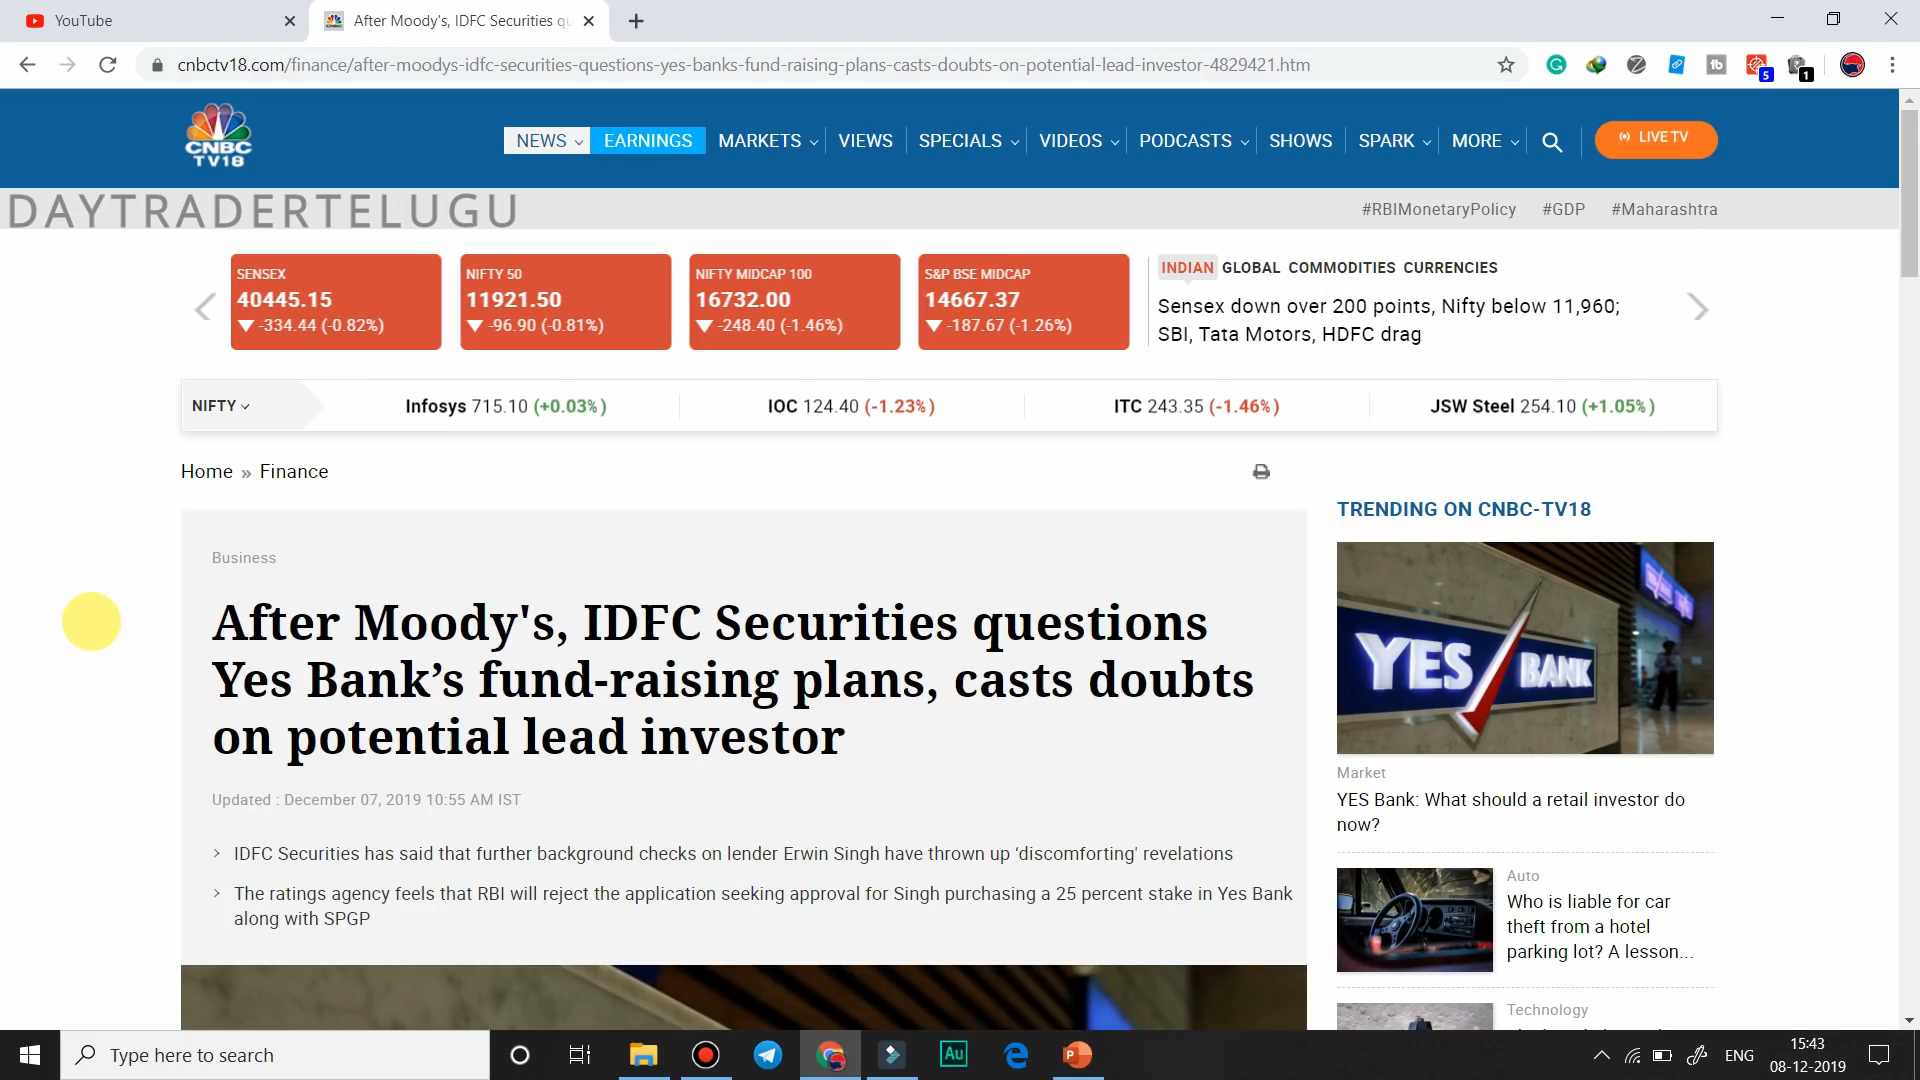 YouTube
After Moody's, IDFC Securities qu
cnbctv18.com/finance/after-moodys-idfc-securities-questions-yes-banks-fund-raising-plans-casts-doubts-on-potential-lead-investor-4829421.htm
5
1
CNBC
TV18
NEWS EARNINGS MARKETS VIEWS SPECIALS VIDEOS PODCASTS SHOWS SPARK MORE LIVE TV
DAYTRADERTELUGU
#RBIMonetaryPolicy #GDP #Maharashtra
SENSEX
40445.15
-334.44 (-0.82%)
NIFTY 50
11921.50
-96.90 (-0.81%)
NIFTY MIDCAP 100
16732.00
-248.40 (-1.46%)
S&P BSE MIDCAP
14667.37
-187.67 (-1.26%)
INDIAN GLOBAL COMMODITIES CURRENCIES
Sensex down over 200 points, Nifty below 11,960;
SBI, Tata Motors, HDFC drag
NIFTY
Infosys 715.10 (+0.03%) IOC 124.40 (-1.23%) ITC 243.35 (-1.46%) JSW Steel 254.10 (+1.05%)
Home » Finance
Business
After Moody's, IDFC Securities questions
Yes Bank’s fund-raising plans, casts doubts
on potential lead investor
Updated : December 07, 2019 10:55 AM IST
IDFC Securities has said that further background checks on lender Erwin Singh have thrown up ‘discomforting' revelations
The ratings agency feels that RBI will reject the application seeking approval for Singh purchasing a 25 percent stake in Yes Bank
along with SPGP
TRENDING ON CNBC-TV18
YES BANK
Market
YES Bank: What should a retail investor do
now?
Auto
Who is liable for car
theft from a hotel
parking lot? A lesson...
Technology
Type here to search
Au
ENG
15:43
08-12-2019